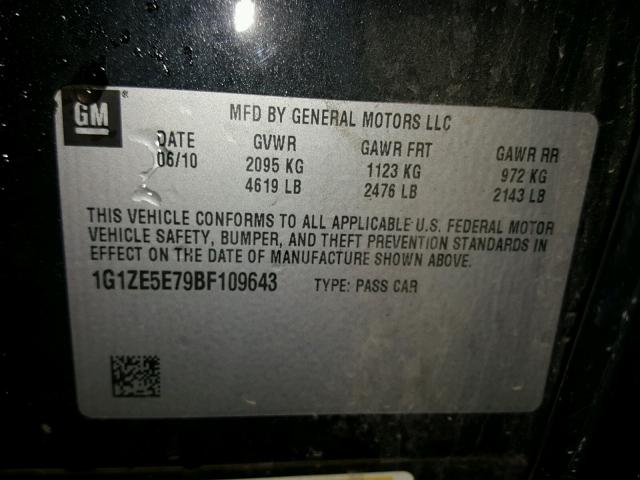 GM®
MFD BY GENERAL MOTORS LLC
DATE GVWR GAWR FRT GAWR RR
06/10 2095 KG 1123 KG 972 KG
4619 LB 2476 LB 2143 LB
THIS VEHICLE CONFORMS TO ALL APPLICABLE U.S. FEDERAL MOTOR
VEHICLE SAFETY, BUMPER, AND THEFT PREVENTION STANDARDS IN
EFFECT ON THE DATE OF MANUFACTURE SHOWN ABOVE.
1G1ZE5E79BF109643 TYPE: PASS CAR